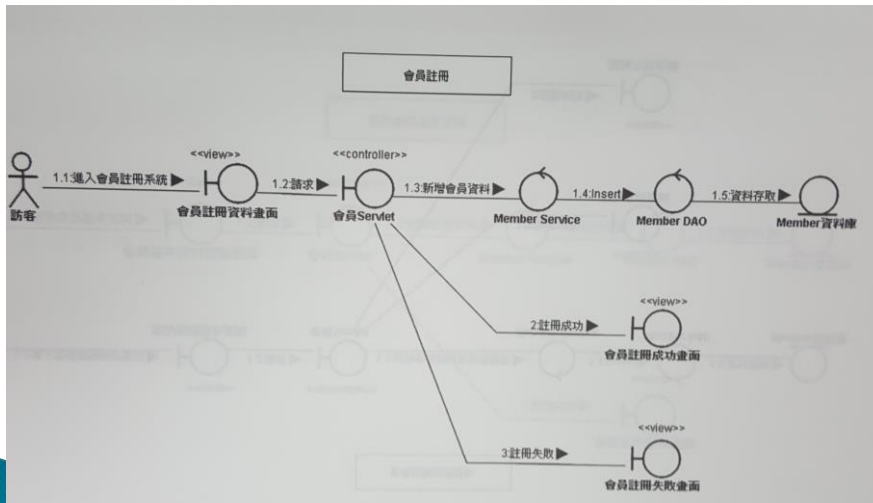 會員註冊
<<view>>
<<controller>>
1.1:進入會員註冊系統
1.2:請求
1.3:新增會員資料
1.4:Insert
1.5:資料存取
訪客
會員註冊資料畫面
會員Servlet
Member Service
Member DAO
Member資料庫
<<view>>
2:註冊成功
會員註冊成功畫面
<<view>>
3:註冊失敗
會員註冊失敗畫面